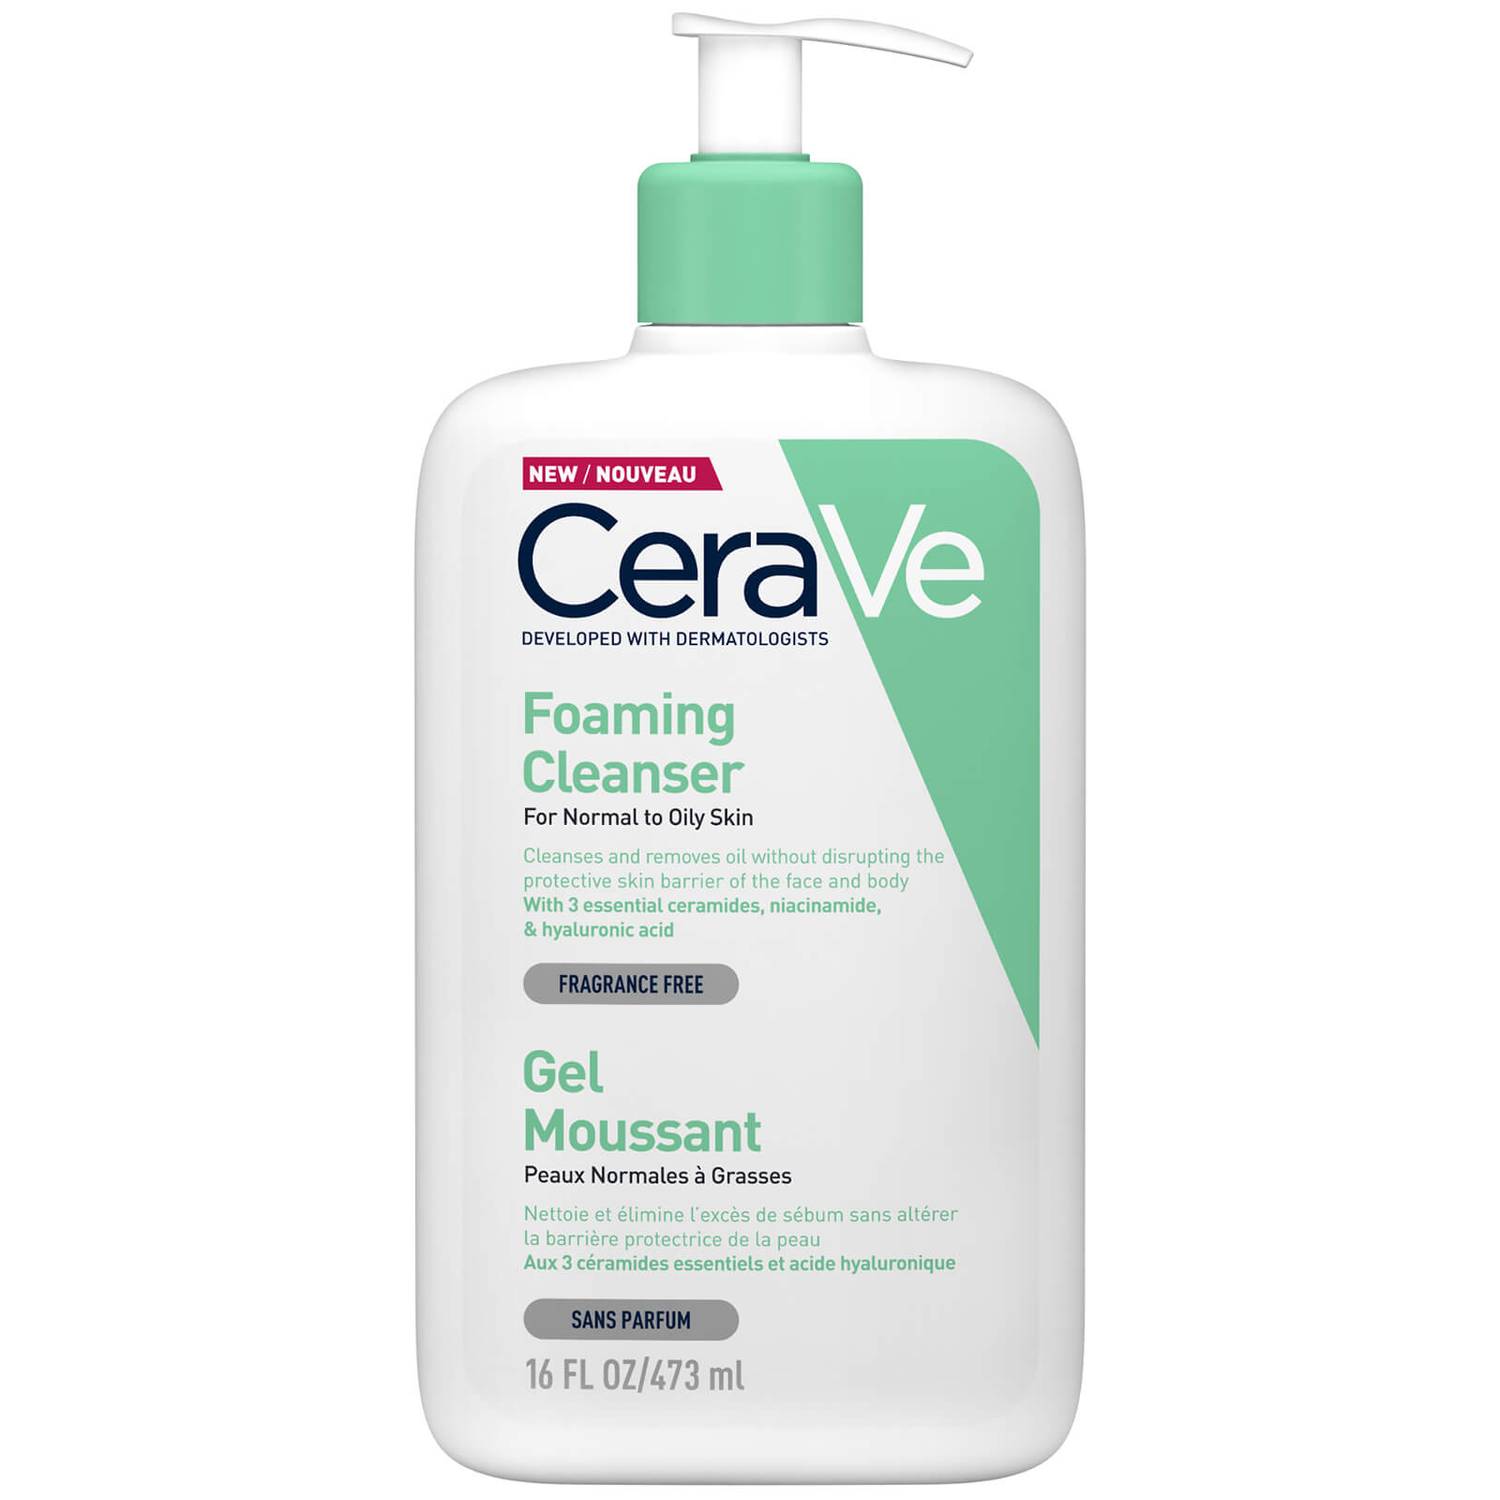 NEW / NOUVEAU
CeraVe
DEVELOPED WITH DERMATOLOGISTS
Foaming
Cleanser
For Normal to Oily Skin
Cleanses and removes oil without disrupting the
protective skin barrier of the face and body
With 3 essential ceramides, niacinamide,
& hyaluronic acid
FRAGRANCE FREE
Gel
Moussant
Peaux Normales à Grasses
Nettoie et élimine l'excès de sébum sans altérer
la barrière protectrice de la peau
Aux 3 céramides essentiels et acide hyaluronique
SANS PARFUM
16 FL OZ/473 ml